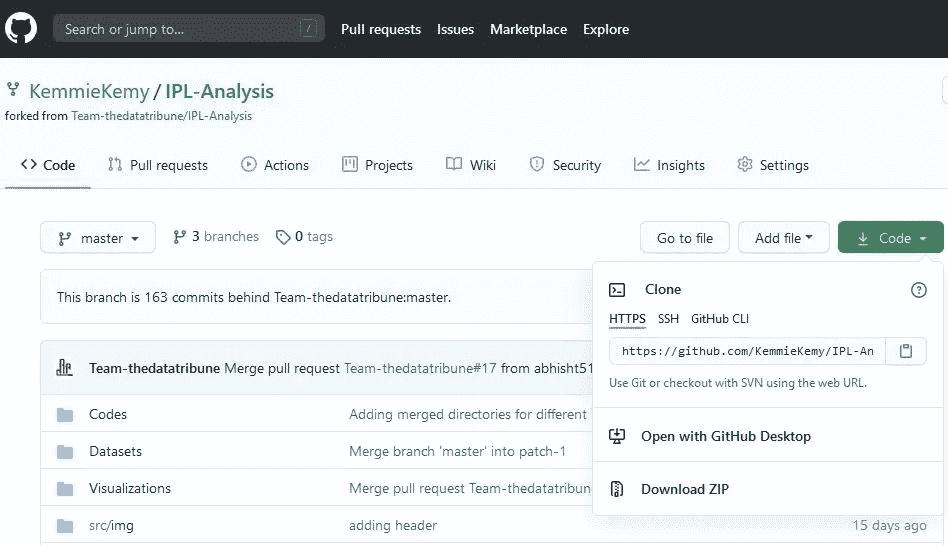 Search or jump to... /
Pull requests Issues Marketplace Explore
KemmieKemy / IPL-Analysis
forked from Team-thedatatribune/IPL-Analysis
Code Pull requests Actions Projects Wiki Security Insights Settings
master 3 branches 0 tags Go to file Add file Code
This branch is 163 commits behind Team-thedatatribune:master.
Clone
HTTPS SSH GitHub CLI
https://github.com/KemmieKemy/IPL-An
Use Git or checkout with SVN using the web URL.
Open with GitHub Desktop
Download ZIP
Team-thedatatribune Merge pull request Team-thedatatribune#17 from abhisht51
Codes Adding merged directories for different
Datasets Merge branch 'master' into patch-1
Visualizations Merge pull request Team-thedatatribun
src/img adding header 15 days ago